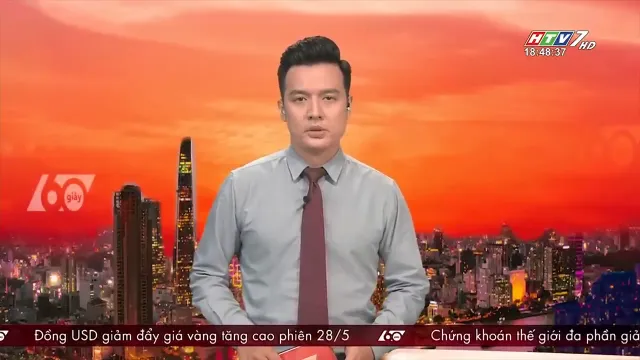 HTV7 HD
18:48:37
60 giây
Đồng USD giảm đẩy giá vàng tăng cao phiên 28/5 60 Chứng khoán thế giới đa phần giả